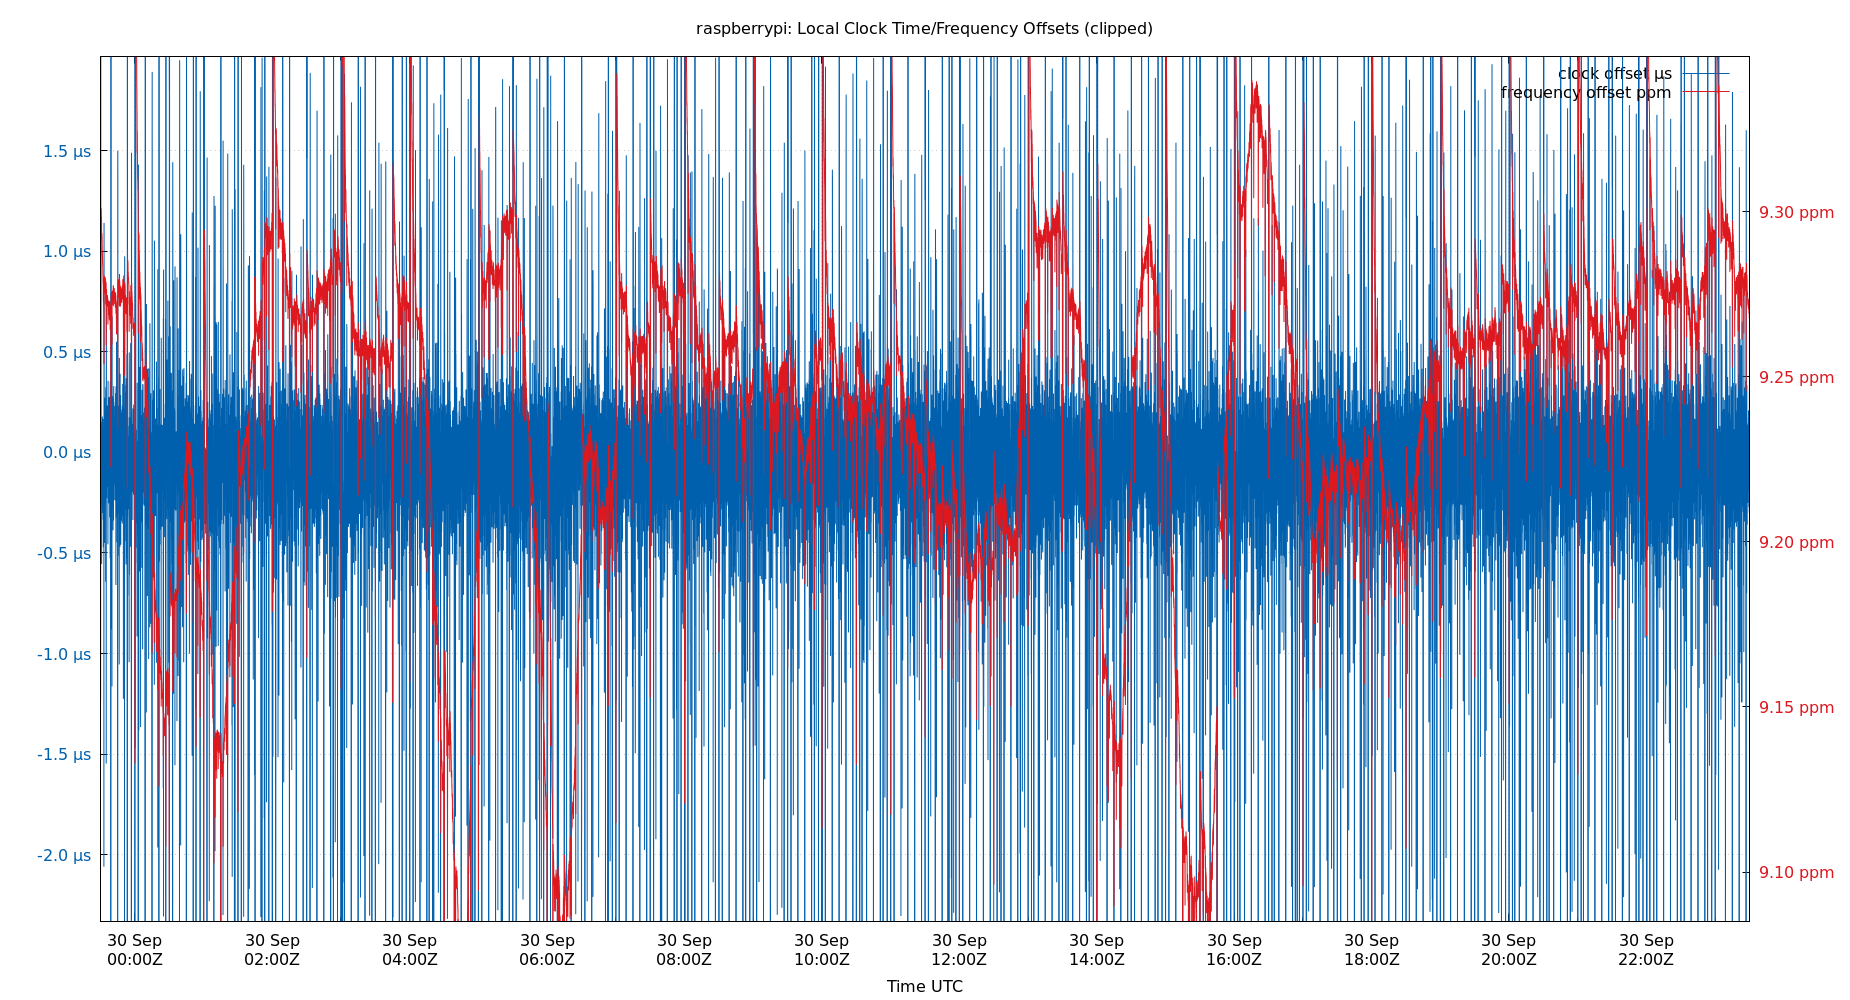 raspberrypi: Local Clock Time/Frequency Offsets (clipped)
clock offset µs
frequency offset ppm
1.5 µs
1.0 µs
0.5 µs
0.0 µs
-0.5 µs
-1.0 µs
-1.5 µs
-2.0 µs
9.30 ppm
9.25 ppm
9.20 ppm
9.15 ppm
9.10 ppm
30 Sep 30 Sep 30 Sep 30 Sep 30 Sep 30 Sep 30 Sep 30 Sep 30 Sep 30 Sep 30 Sep 30 Sep
00:00Z 02:00Z 04:00Z 06:00Z 08:00Z 10:00Z 12:00Z 14:00Z 16:00Z 18:00Z 20:00Z 22:00Z
Time UTC